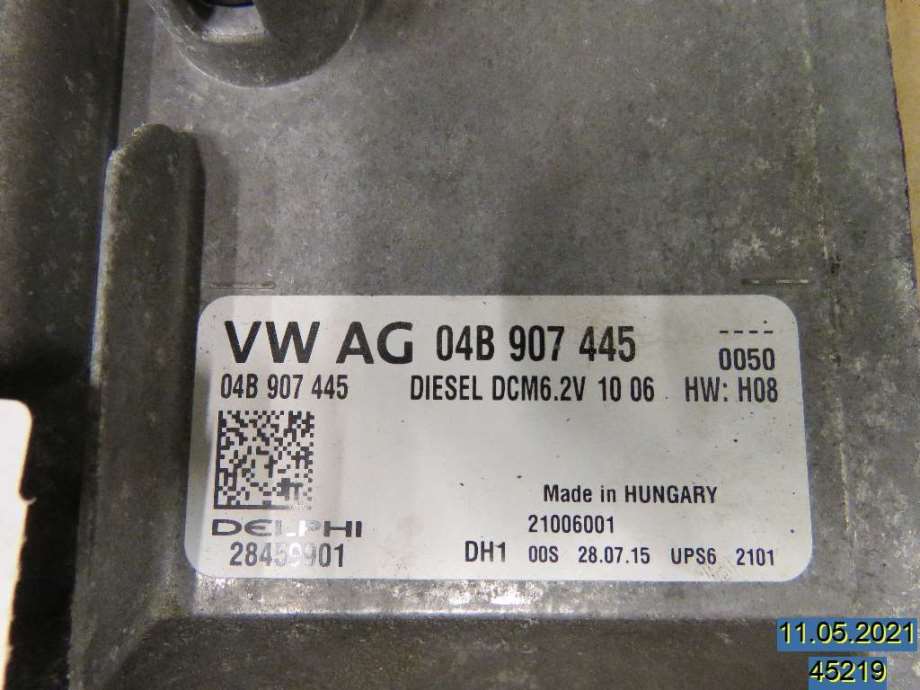 VW AG 04B 907 445 ----
0050
04B 907 445 DIESEL DCM6.2V 10 06 HW: H08
Made in HUNGARY
DELPHI 21006001
28459901 DH1 00S 28.07.15 UPS6 2101
11.05.2021
45219